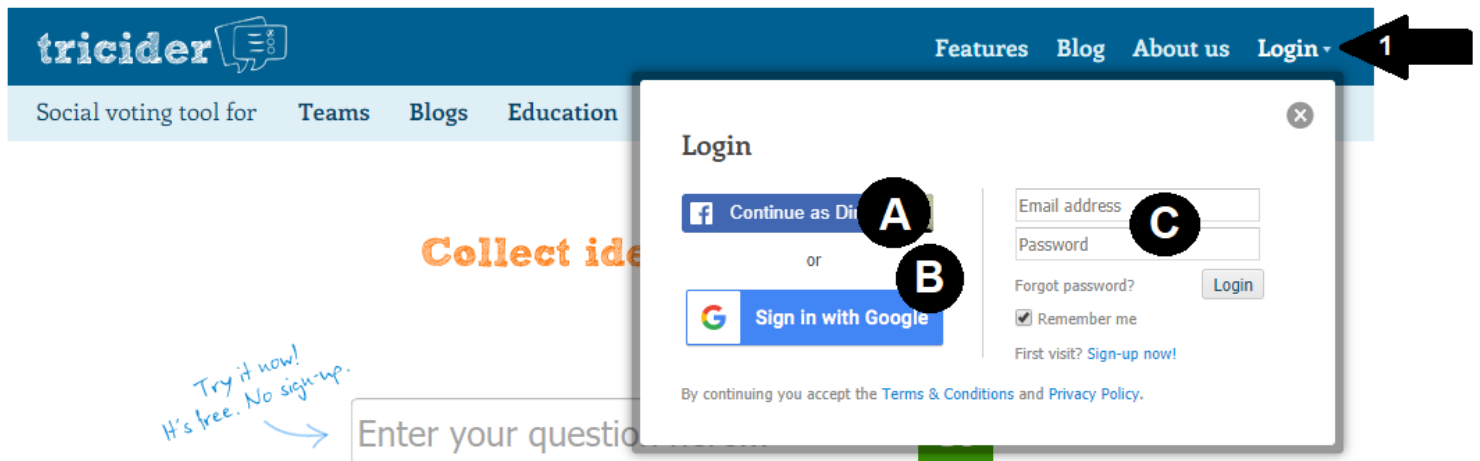 tricider
Features Blog About us Login
1
Social voting tool for Teams Blogs Education
Login
Continue as
A
or
B
Sign in with Google
Email address
C
Password
Forgot password?
Login
Remember me
First visit? Sign-up now!
By continuing you accept the Terms & Conditions and Privacy Policy.
Collect
Try it now!
It's free. No sign-up.
Enter your